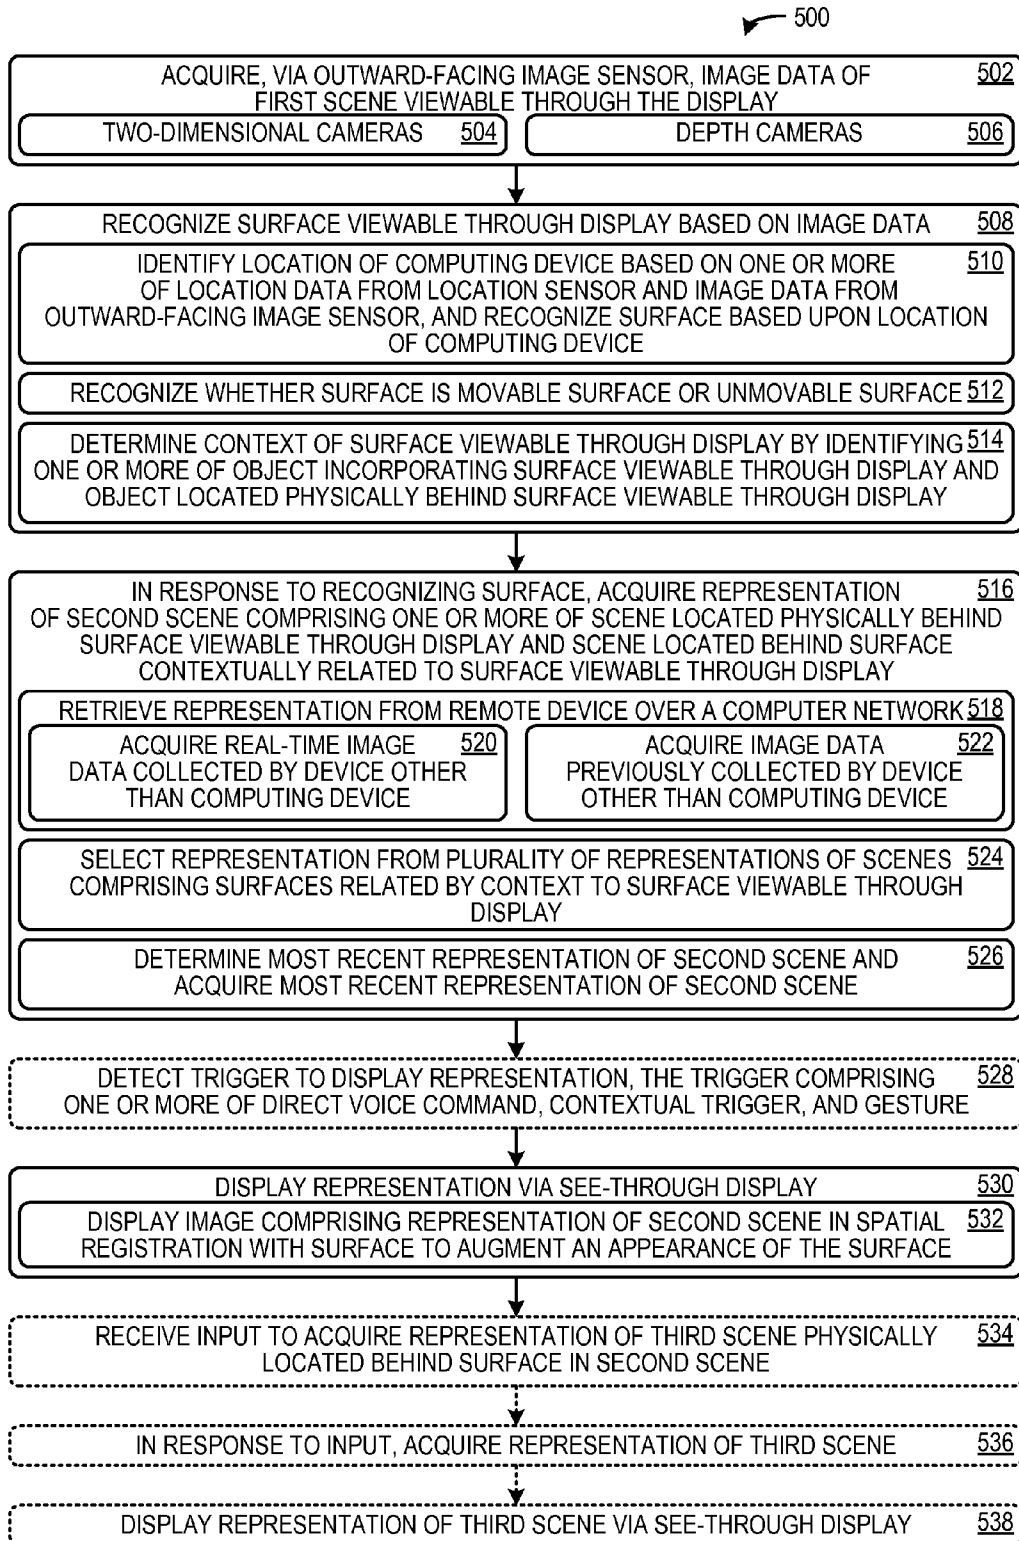 500
ACQUIRE, VIA OUTWARD-FACING IMAGE SENSOR, IMAGE DATA OF 502
FIRST SCENE VIEWABLE THROUGH THE DISPLAY
TWO-DIMENSIONAL CAMERAS 504
DEPTH CAMERAS 506
RECOGNIZE SURFACE VIEWABLE THROUGH DISPLAY BASED ON IMAGE DATA 508
IDENTIFY LOCATION OF COMPUTING DEVICE BASED ON ONE OR MORE 510
OF LOCATION DATA FROM LOCATION SENSOR AND IMAGE DATA FROM
OUTWARD-FACING IMAGE SENSOR, AND RECOGNIZE SURFACE BASED UPON LOCATION
OF COMPUTING DEVICE
RECOGNIZE WHETHER SURFACE IS MOVABLE SURFACE OR UNMOVABLE SURFACE 512
DETERMINE CONTEXT OF SURFACE VIEWABLE THROUGH DISPLAY BY IDENTIFYING 514
ONE OR MORE OF OBJECT INCORPORATING SURFACE VIEWABLE THROUGH DISPLAY AND
OBJECT LOCATED PHYSICALLY BEHIND SURFACE VIEWABLE THROUGH DISPLAY
IN RESPONSE TO RECOGNIZING SURFACE, ACQUIRE REPRESENTATION 516
OF SECOND SCENE COMPRISING ONE OR MORE OF SCENE LOCATED PHYSICALLY BEHIND
SURFACE VIEWABLE THROUGH DISPLAY AND SCENE LOCATED BEHIND SURFACE
CONTEXTUALLY RELATED TO SURFACE VIEWABLE THROUGH DISPLAY
RETRIEVE REPRESENTATION FROM REMOTE DEVICE OVER A COMPUTER NETWORK 518
ACQUIRE REAL-TIME IMAGE 520
DATA COLLECTED BY DEVICE OTHER
THAN COMPUTING DEVICE
ACQUIRE IMAGE DATA 522
PREVIOUSLY COLLECTED BY DEVICE
OTHER THAN COMPUTING DEVICE
SELECT REPRESENTATION FROM PLURALITY OF REPRESENTATIONS OF SCENES 524
COMPRISING SURFACES RELATED BY CONTEXT TO SURFACE VIEWABLE THROUGH
DISPLAY
DETERMINE MOST RECENT REPRESENTATION OF SECOND SCENE AND 526
ACQUIRE MOST RECENT REPRESENTATION OF SECOND SCENE
DETECT TRIGGER TO DISPLAY REPRESENTATION, THE TRIGGER COMPRISING 528
ONE OR MORE OF DIRECT VOICE COMMAND, CONTEXTUAL TRIGGER, AND GESTURE
DISPLAY REPRESENTATION VIA SEE-THROUGH DISPLAY 530
DISPLAY IMAGE COMPRISING REPRESENTATION OF SECOND SCENE IN SPATIAL 532
REGISTRATION WITH SURFACE TO AUGMENT AN APPEARANCE OF THE SURFACE
RECEIVE INPUT TO ACQUIRE REPRESENTATION OF THIRD SCENE PHYSICALLY 534
LOCATED BEHIND SURFACE IN SECOND SCENE
IN RESPONSE TO INPUT, ACQUIRE REPRESENTATION OF THIRD SCENE 536
DISPLAY REPRESENTATION OF THIRD SCENE VIA SEE-THROUGH DISPLAY 538